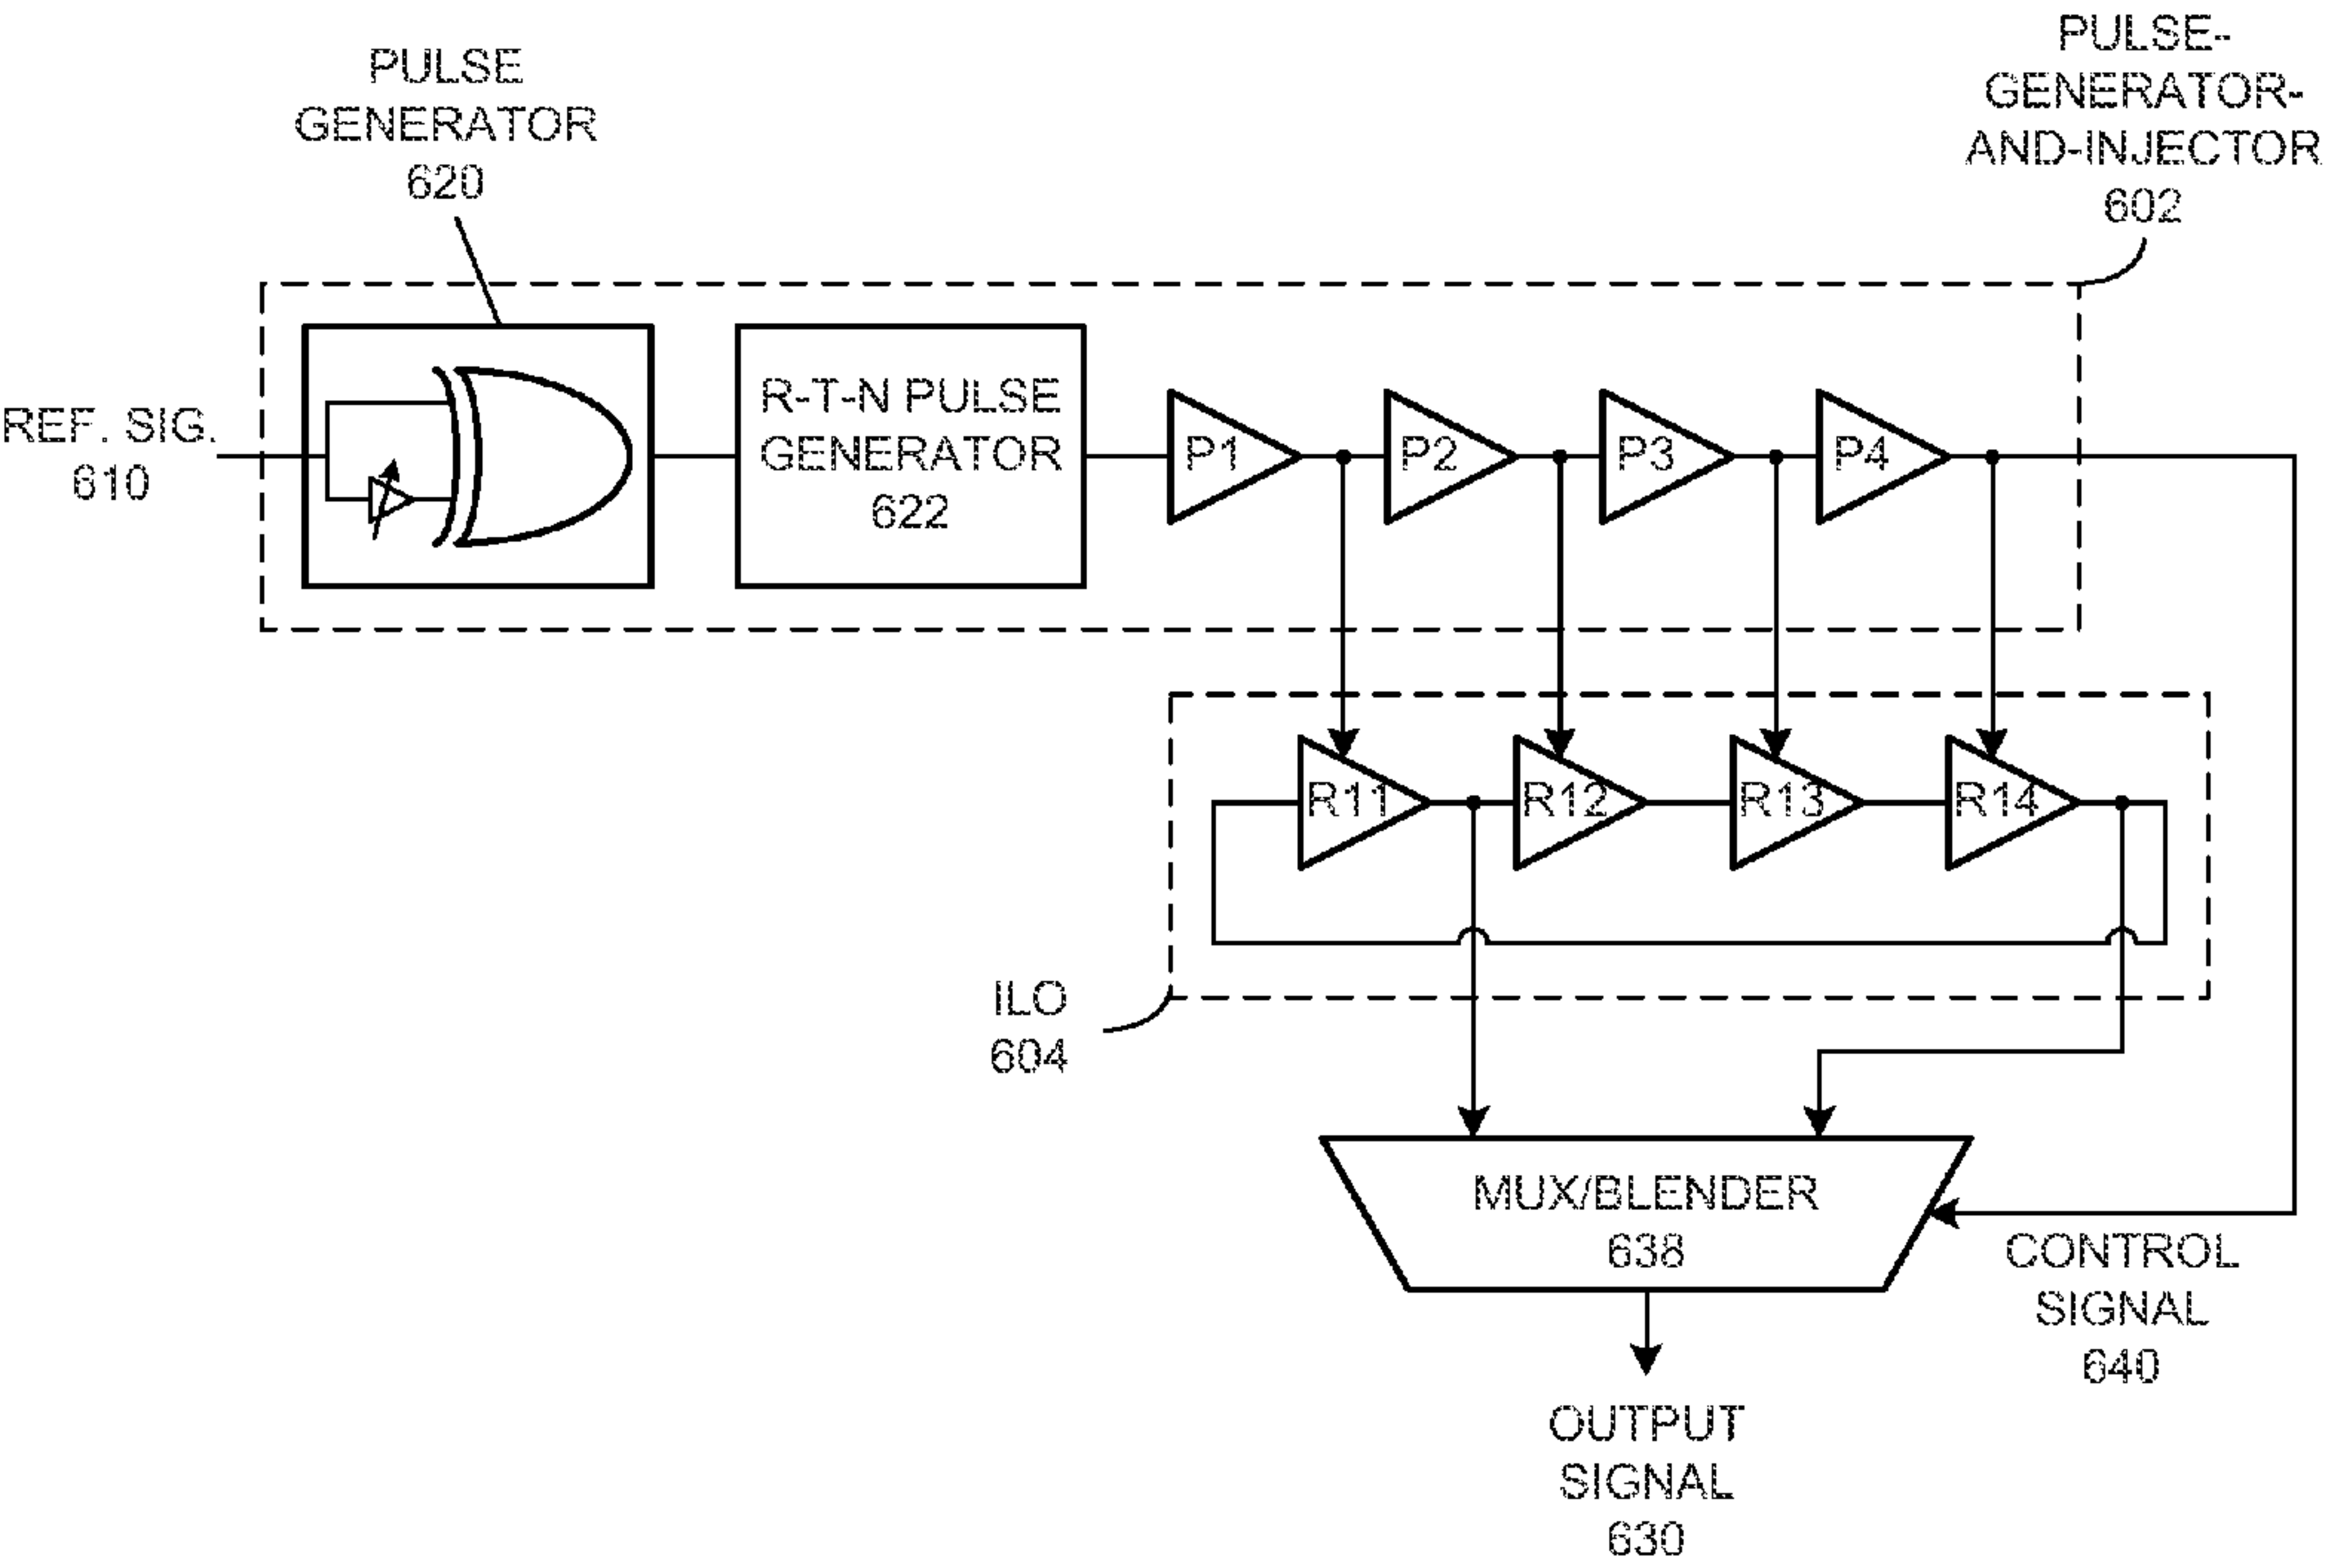 PULSE
GENERATOR
620
PULSE-
GENERATOR-
AND-INJECTOR
602
REF. SIG.
610
R-T-N PULSE
GENERATOR
622
P1
P2
P3
P4
R11
R12
R13
R14
ILO
604
MUX/BLENDER
638
CONTROL
SIGNAL
640
OUTPUT
SIGNAL
630